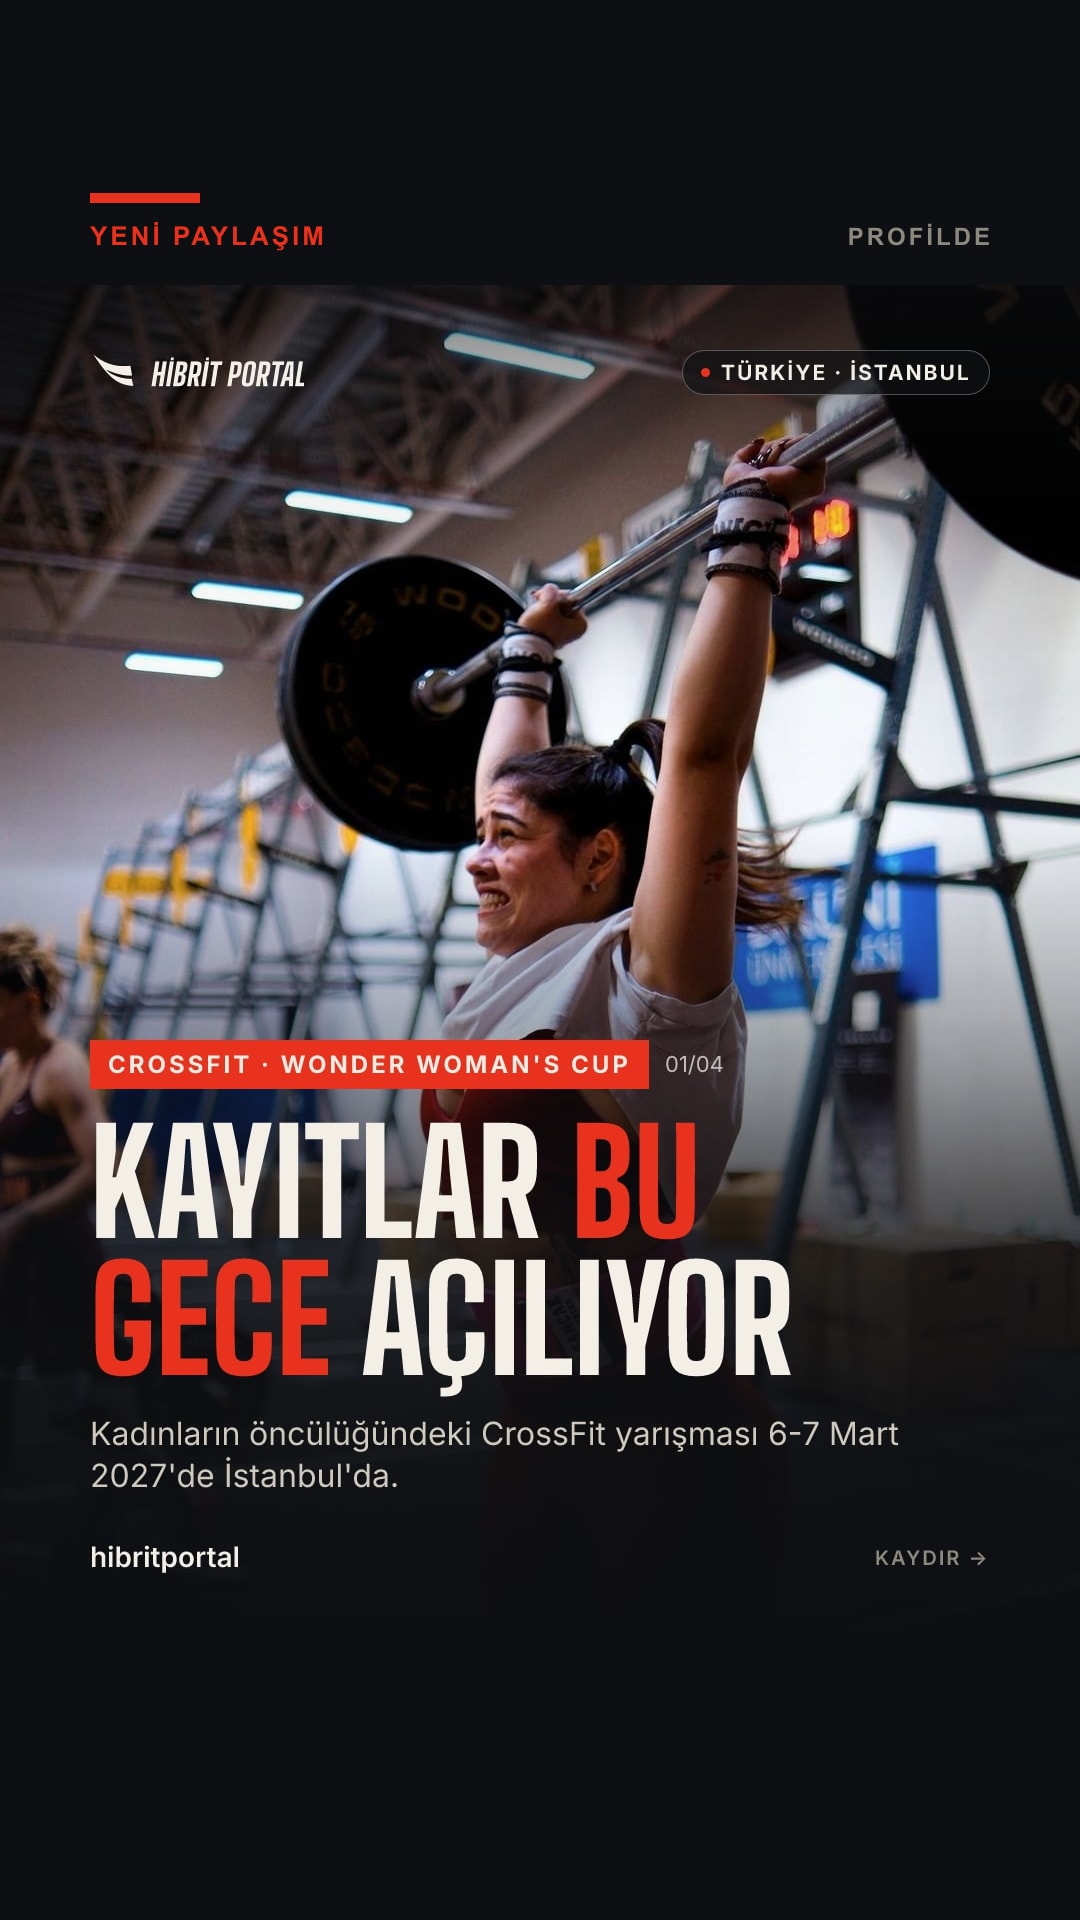 YENİ PAYLAŞIM
PROFİLDE
HİBRİT PORTAL
TÜRKİYE · İSTANBUL
WOD
CROSSFIT · WONDER WOMAN'S CUP 01/04
KAYITLAR BU
GECE AÇILIYOR
Kadınların öncülüğündeki CrossFit yarışması 6-7 Mart
2027'de İstanbul'da.
hibritportal
KAYDIR →